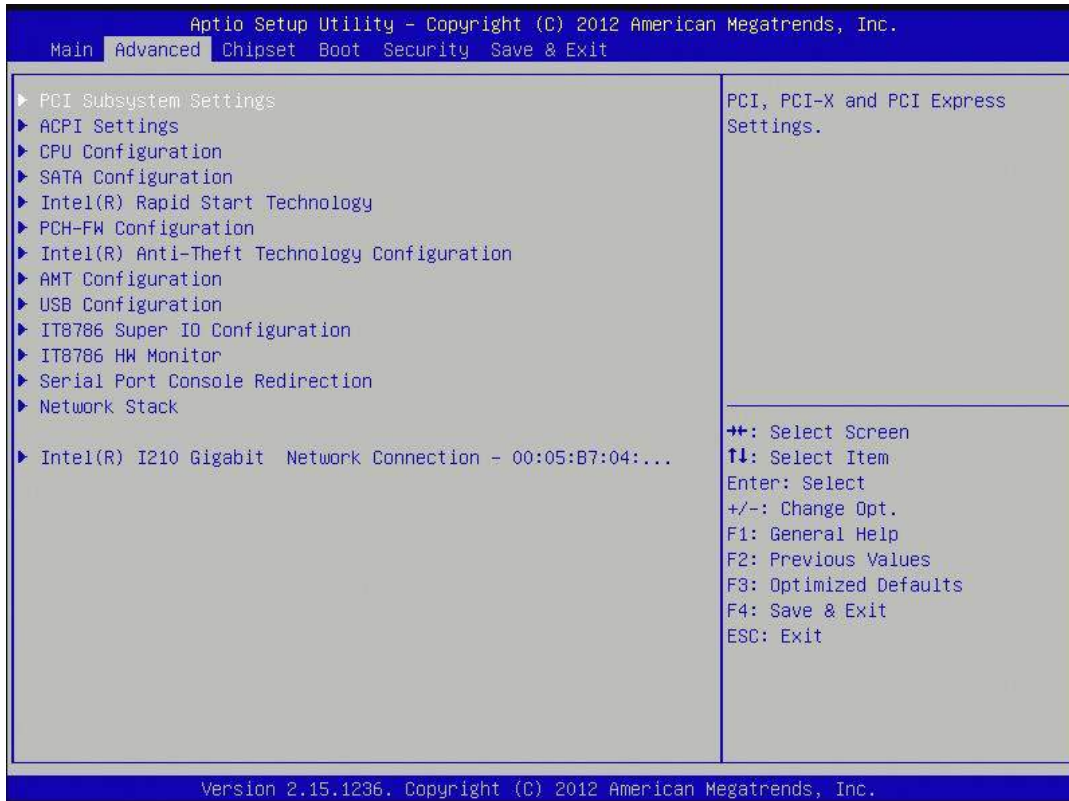 Aptio Setup Utility – Copyright (C) 2012 American Megatrends, Inc.
Main Advanced Chipset Boot Security Save & Exit
▶ PCI Subsystem Settings
▶ ACPI Settings
▶ CPU Configuration
▶ SATA Configuration
▶ Intel(R) Rapid Start Technology
▶ PCH-FW Configuration
▶ Intel(R) Anti-Theft Technology Configuration
▶ AMT Configuration
▶ USB Configuration
▶ IT8786 Super IO Configuration
▶ IT8786 HW Monitor
▶ Serial Port Console Redirection
▶ Network Stack
▶ Intel(R) I210 Gigabit Network Connection – 00:05:B7:04:...
PCI, PCI-X and PCI Express
Settings.
→←: Select Screen
↑↓: Select Item
Enter: Select
+/-: Change Opt.
F1: General Help
F2: Previous Values
F3: Optimized Defaults
F4: Save & Exit
ESC: Exit
Version 2.15.1236. Copyright (C) 2012 American Megatrends, Inc.